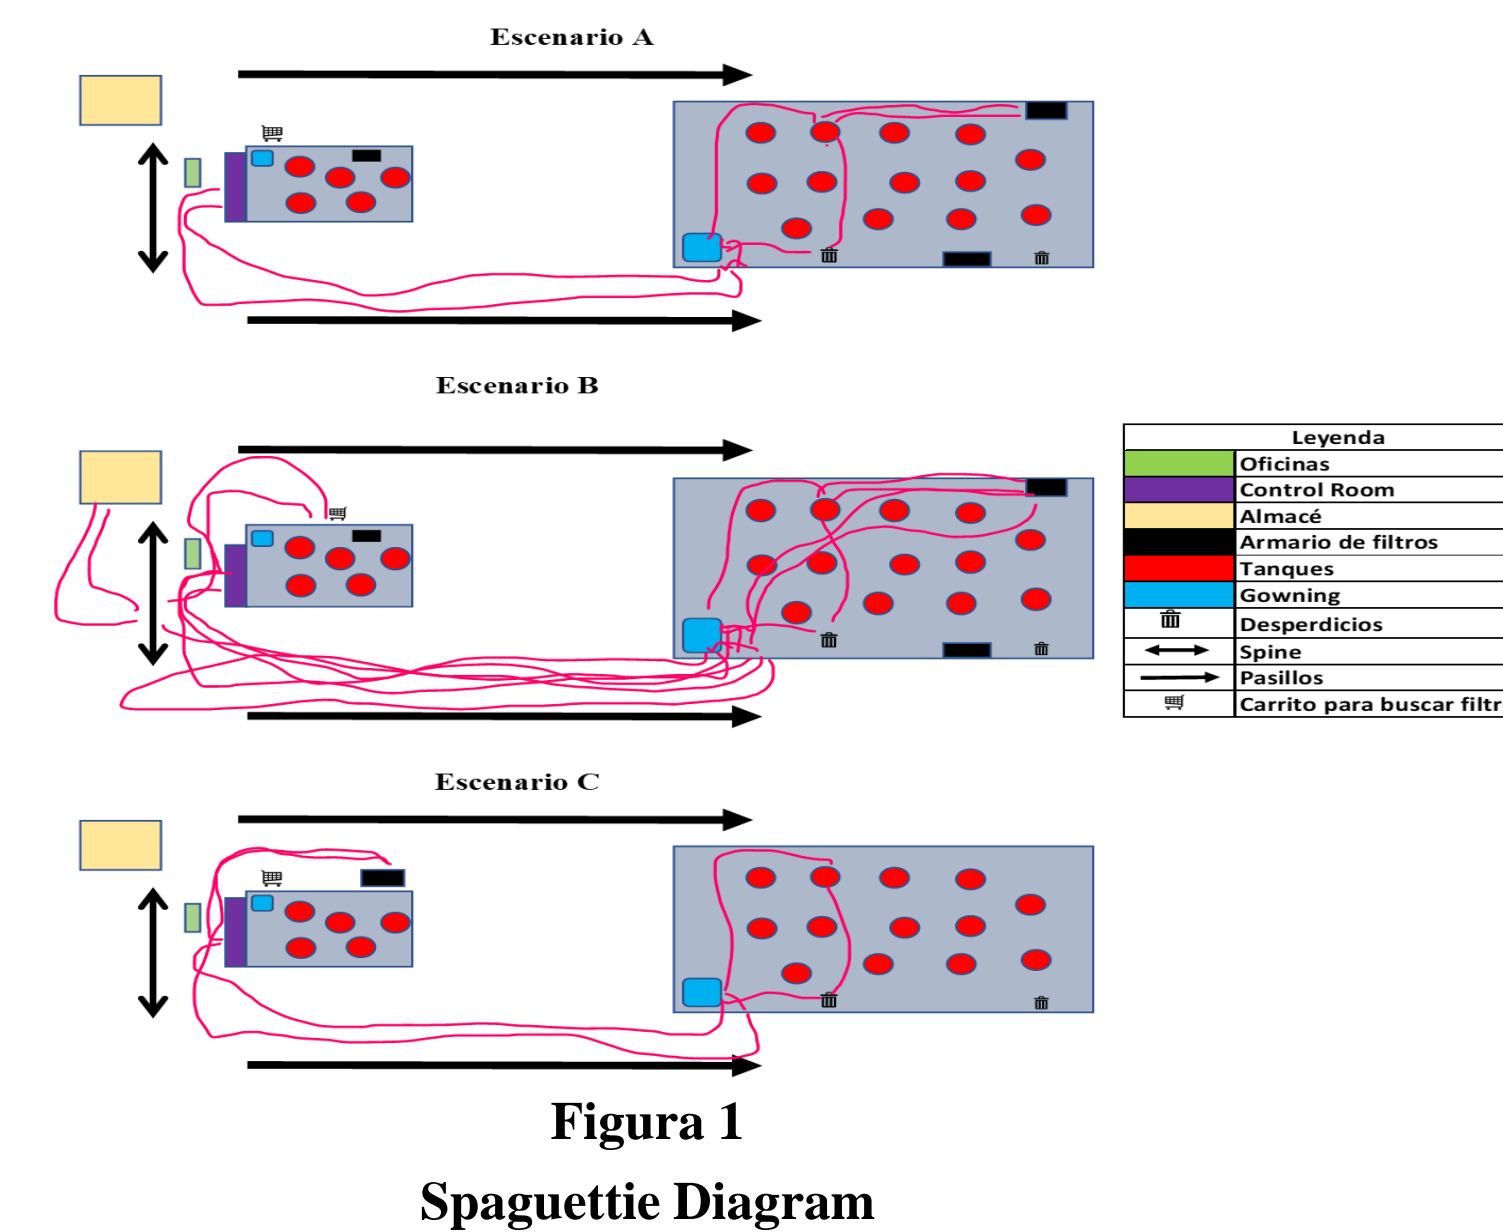 Escenario A
Escenario B
Leyenda
Oficinas
Control Room
Almacé
Armario de filtros
Tanques
Gowning
Desperdicios
Spine
Pasillos
Carrito para buscar filtr
Escenario C
Figura 1
Spaguettie Diagram